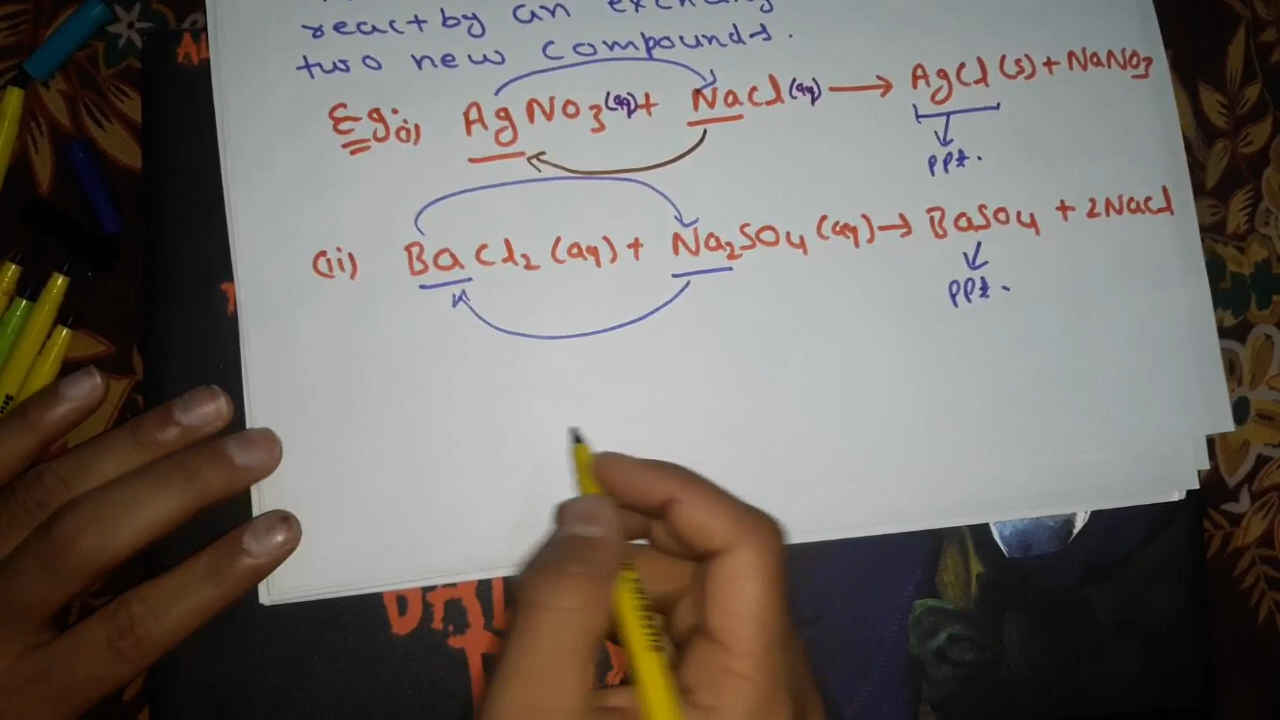 react by an
two new compounds.
Eg:i) AgNO3(aq) + NaCl(aq) → AgCl(s) + NaNO3
ppt.
(ii) BaCl2 (aq) + Na2SO4 (aq) → BaSO4 + 2NaCl
ppt.